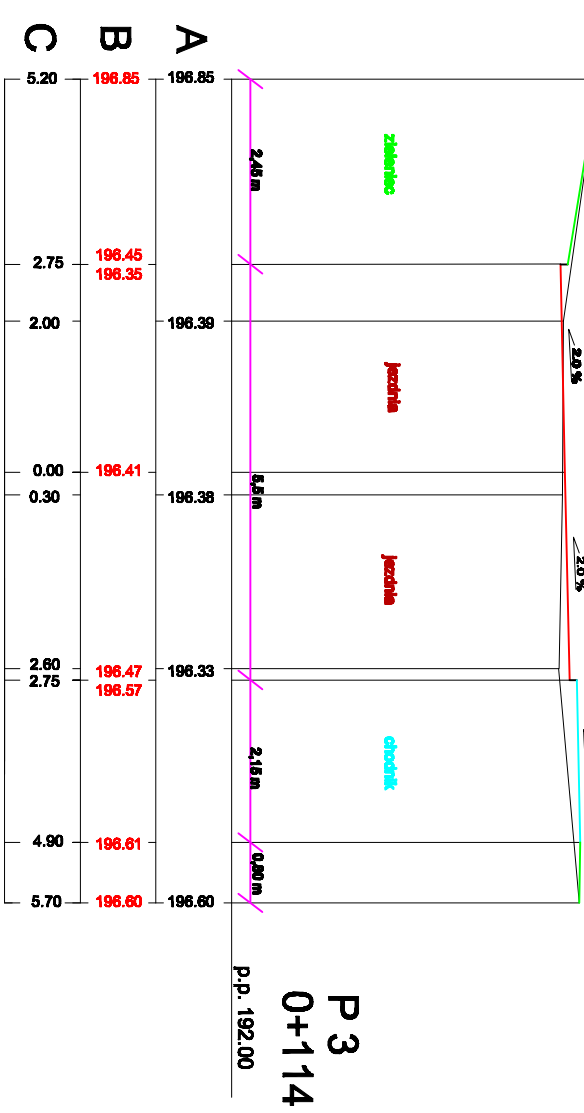 C
B
A
5.20
196.85
196.85
2,45 m
zieleniec
2.75
196.45
196.35
2.00
196.39
2.0 %
jezdnia
0.00
196.41
5,5 m
0.30
196.38
jezdnia
2.0 %
2.60
2.75
196.47
196.57
196.33
2,15 m
chodnik
4.90
196.61
0,80 m
5.70
196.60
196.60
p.p. 192.00
P 3
0+114